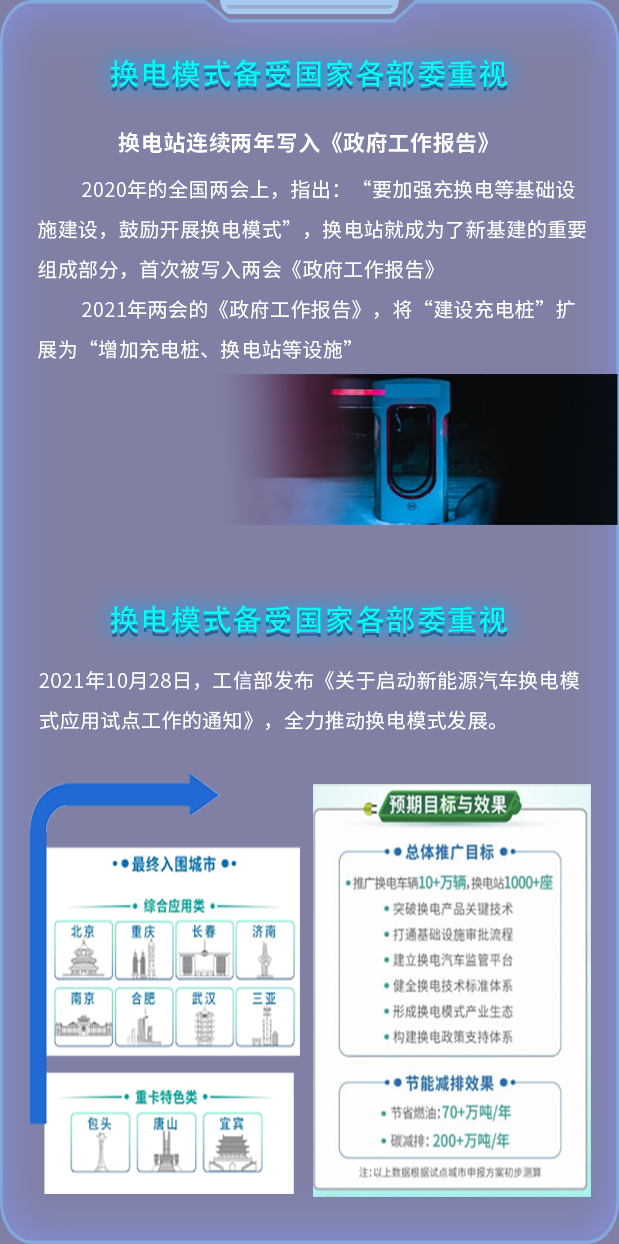 换电模式备受国家各部委重视
换电站连续两年写入《政府工作报告》
2020年的全国两会上，指出：“要加强充换电等基础设
施建设，鼓励开展换电模式”，换电站就成为了新基建的重要
组成部分，首次被写入两会《政府工作报告》
2021年两会的《政府工作报告》，将“建设充电桩”扩
展为“增加充电桩、换电站等设施”
换电模式备受国家各部委重视
2021年10月28日，工信部发布《关于启动新能源汽车换电模
式应用试点工作的通知》，全力推动换电模式发展。
最终入围城市
综合应用类
北京 重庆 长春 济南
南京 合肥 武汉 三亚
重卡特色类
包头 唐山 宜宾
预期目标与效果
总体推广目标
推广换电车辆10+万辆，换电站1000+座
突破换电产品关键技术
打通基础设施审批流程
建立换电汽车监管平台
健全换电技术标准体系
形成换电模式产业生态
构建换电政策支持体系
节能减排效果
节省燃油：70+万吨/年
碳减排：200+万吨/年
注：以上数据根据试点城市申报方案初步测算